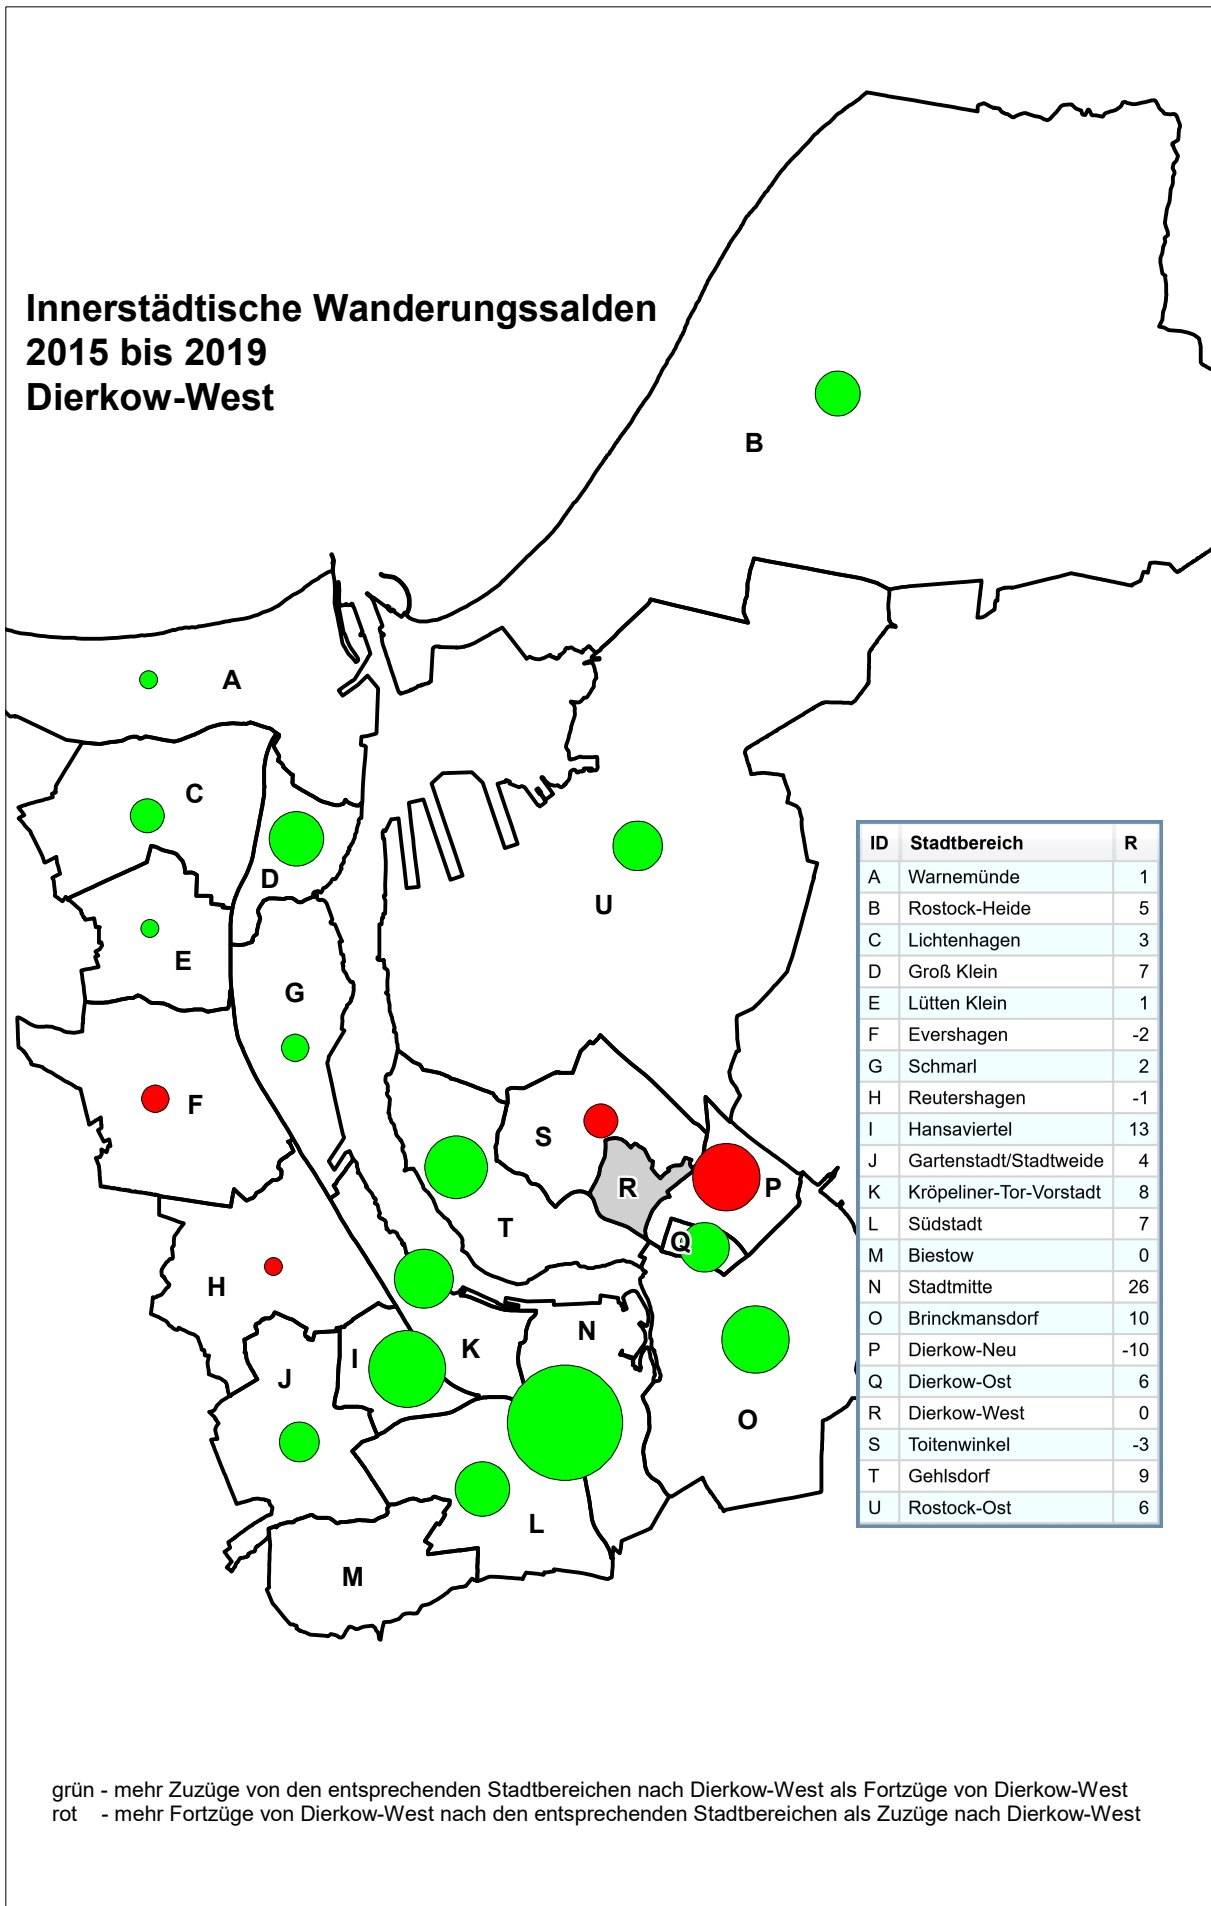 Innerstädtische Wanderungssalden
2015 bis 2019
Dierkow-West
B
A
C
D
E
U
G
F
S
R
P
T
Q
H
N
K
I
J
O
L
M
ID Stadtbereich R
A Warnemünde 1
B Rostock-Heide 5
C Lichtenhagen 3
D Groß Klein 7
E Lütten Klein 1
F Evershagen -2
G Schmarl 2
H Reutershagen -1
I Hansaviertel 13
J Gartenstadt/Stadtweide 4
K Kröpeliner-Tor-Vorstadt 8
L Südstadt 7
M Biestow 0
N Stadtmitte 26
O Brinckmansdorf 10
P Dierkow-Neu -10
Q Dierkow-Ost 6
R Dierkow-West 0
S Toitenwinkel -3
T Gehlsdorf 9
U Rostock-Ost 6
grün - mehr Zuzüge von den entsprechenden Stadtbereichen nach Dierkow-West als Fortzüge von Dierkow-West
rot - mehr Fortzüge von Dierkow-West nach den entsprechenden Stadtbereichen als Zuzüge nach Dierkow-West